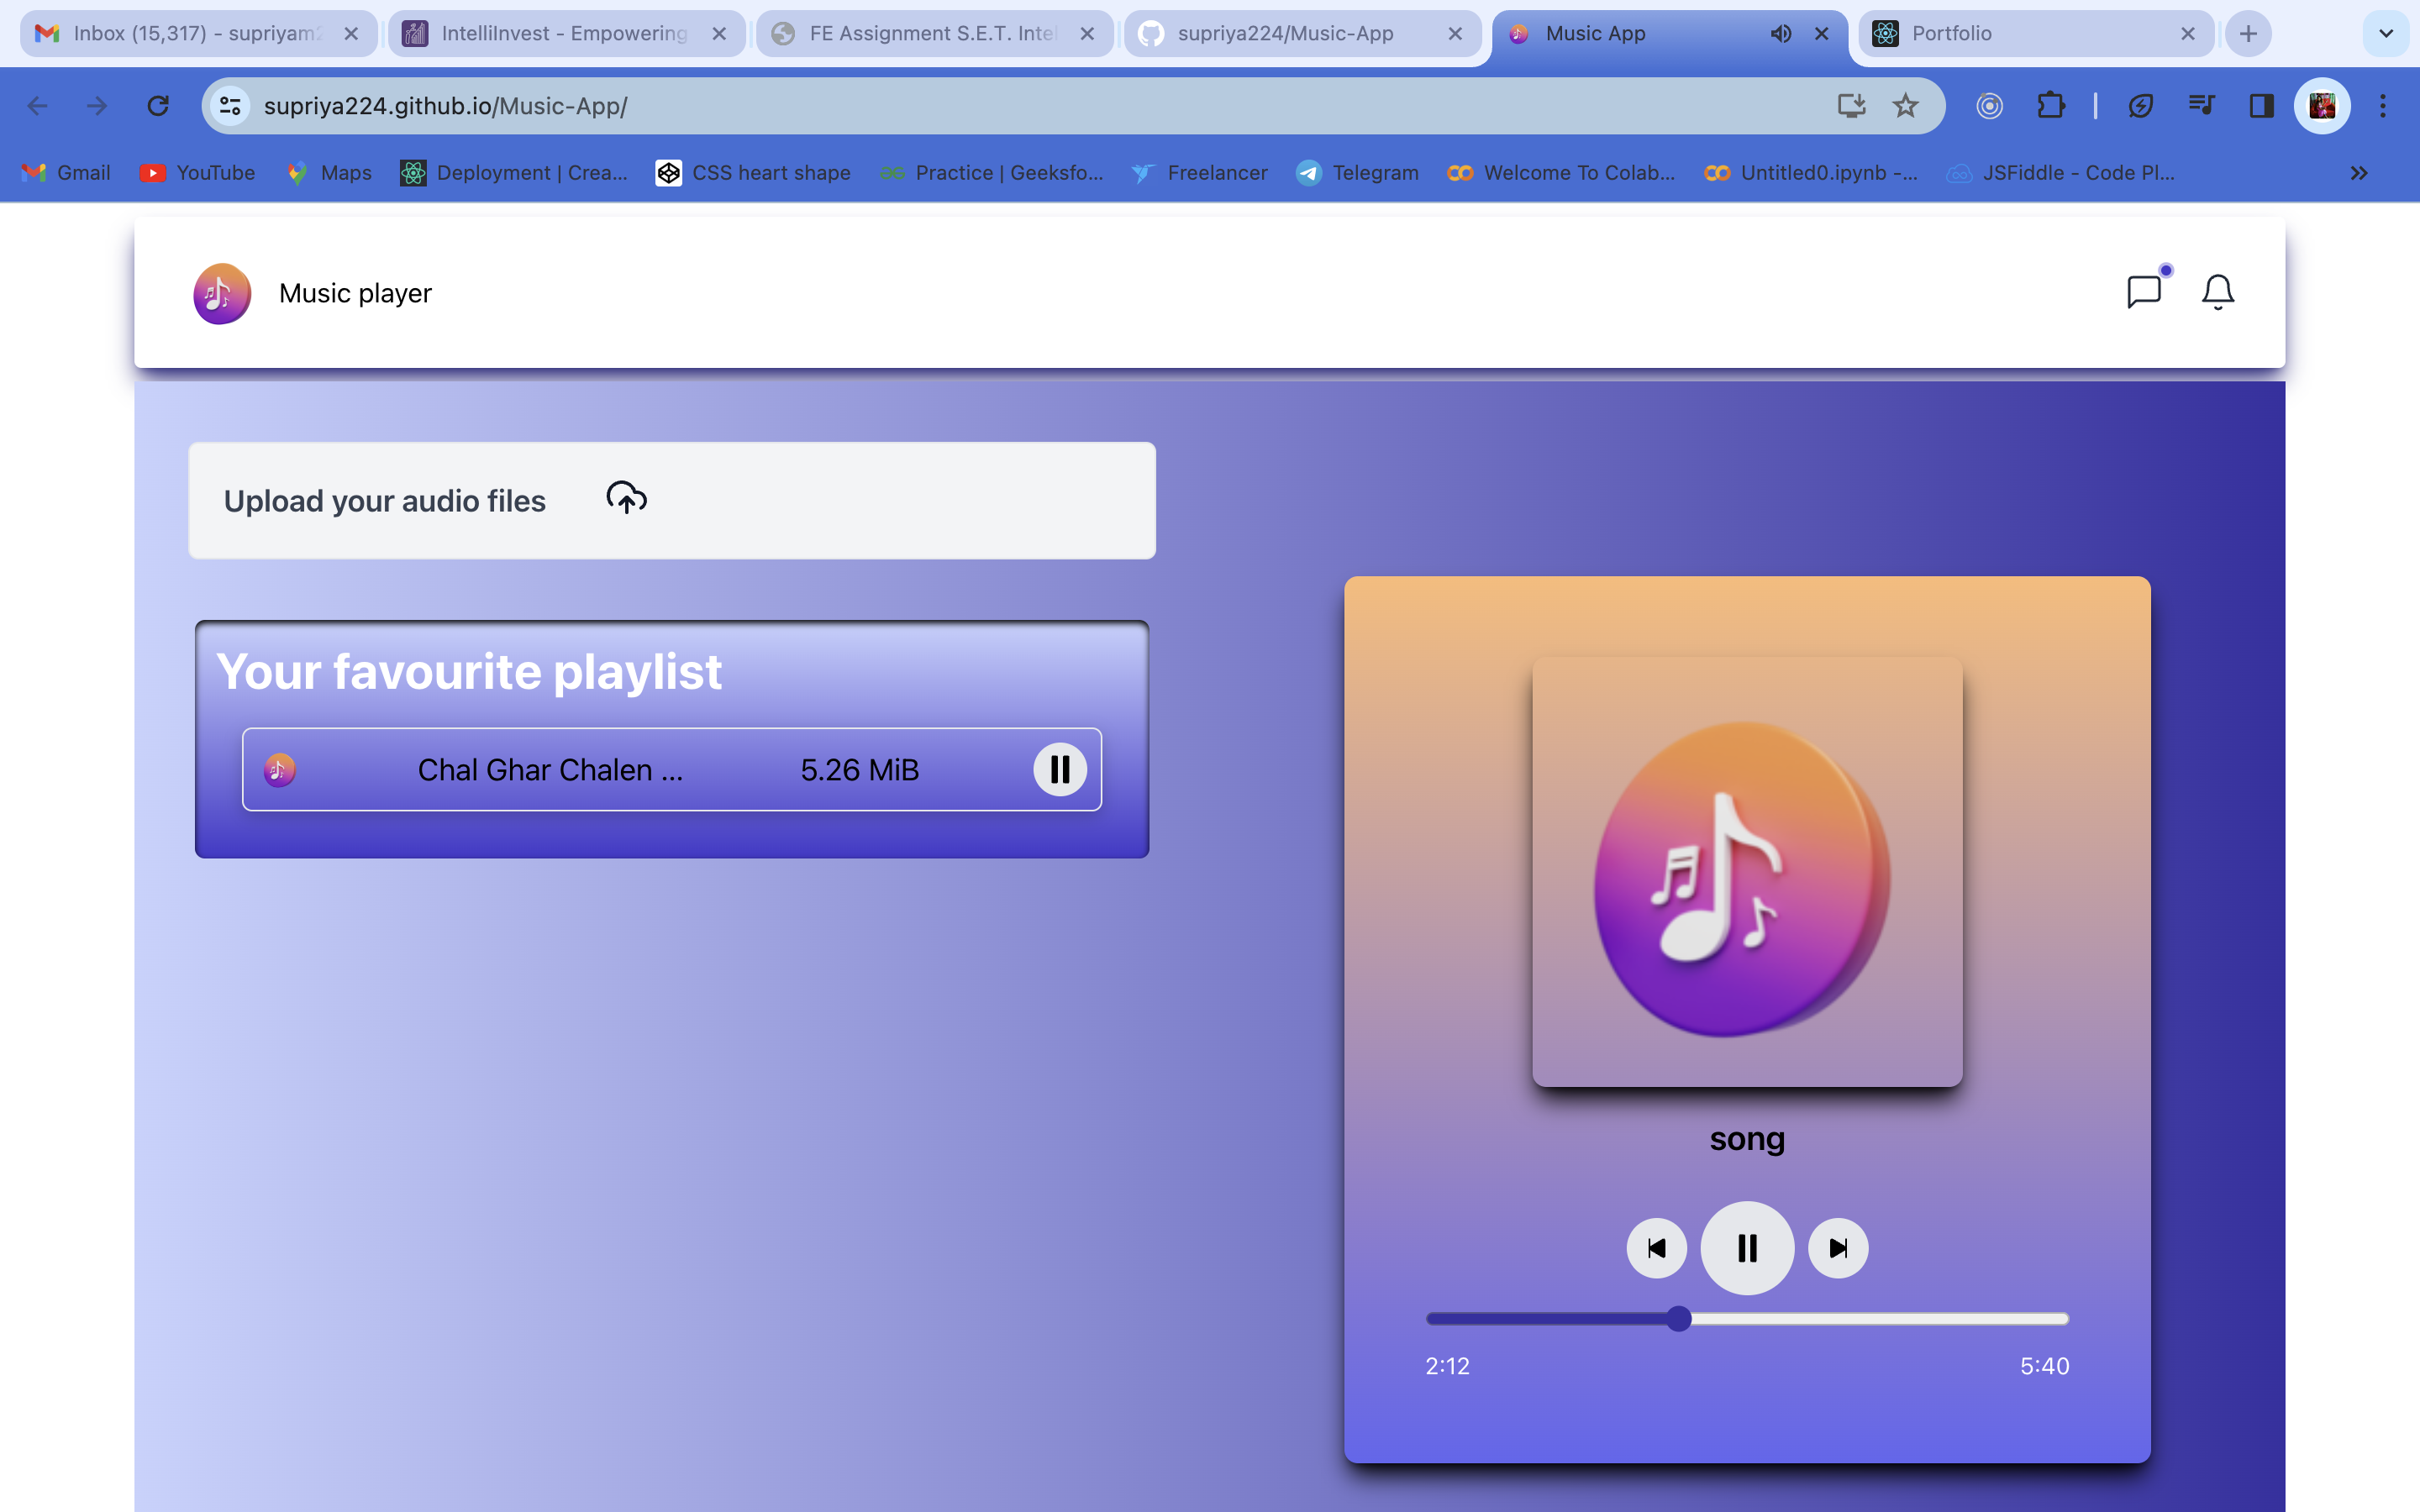 Inbox (15,317) - supriyam2
IntelliInvest - Empowering
FE Assignment S.E.T. Intel
supriya224/Music-App
Music App
Portfolio
supriya224.github.io/Music-App/
Gmail
YouTube
Maps
Deployment | Crea...
CSS heart shape
Practice | Geeksfo...
Freelancer
Telegram
Welcome To Colab...
Untitled0.ipynb -...
JSFiddle - Code Pl...
Music player
Upload your audio files
Your favourite playlist
Chal Ghar Chalen ... 5.26 MiB
song
2:12 5:40